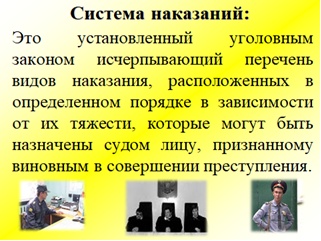 Система наказаний:
Это установленный уголовным
законом исчерпывающий перечень
видов наказания, расположенных в
определенном порядке в зависимости
от их тяжести, которые могут быть
назначены судом лицу, признанному
виновным в совершении преступления.